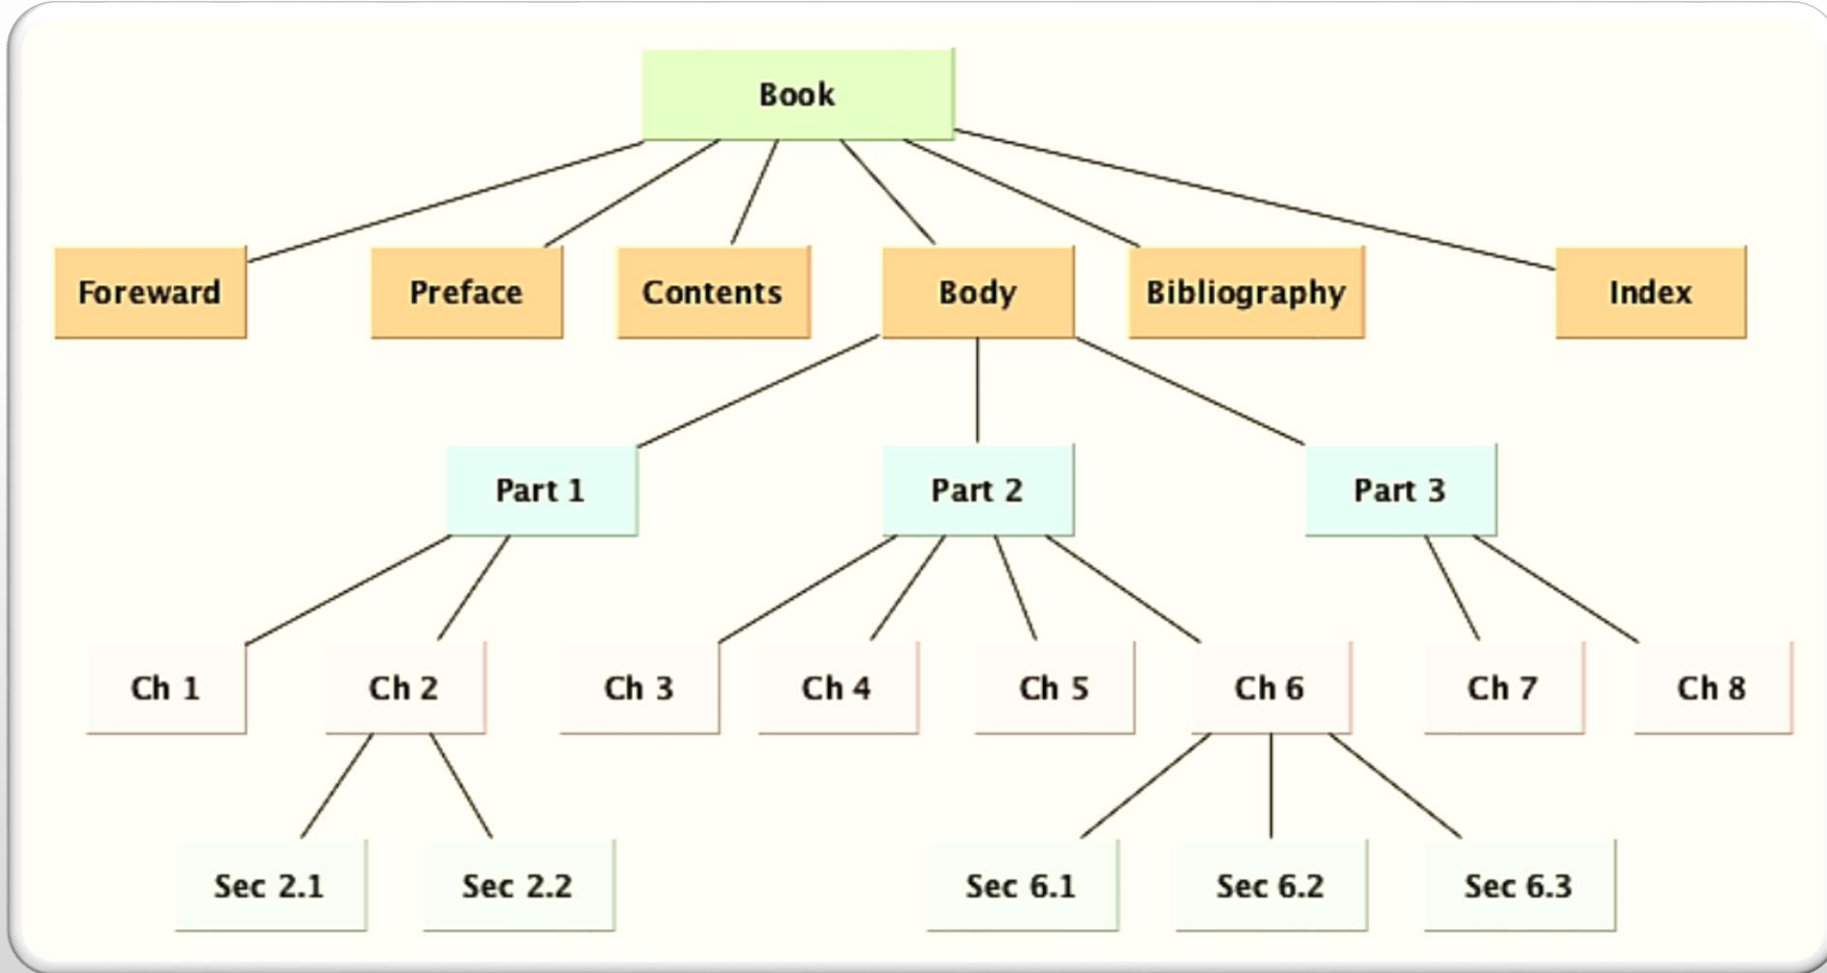 Book
Foreward
Preface
Contents
Body
Bibliography
Index
Part 1
Part 2
Part 3
Ch 1
Ch 2
Ch 3
Ch 4
Ch 5
Ch 6
Ch 7
Ch 8
Sec 2.1
Sec 2.2
Sec 6.1
Sec 6.2
Sec 6.3